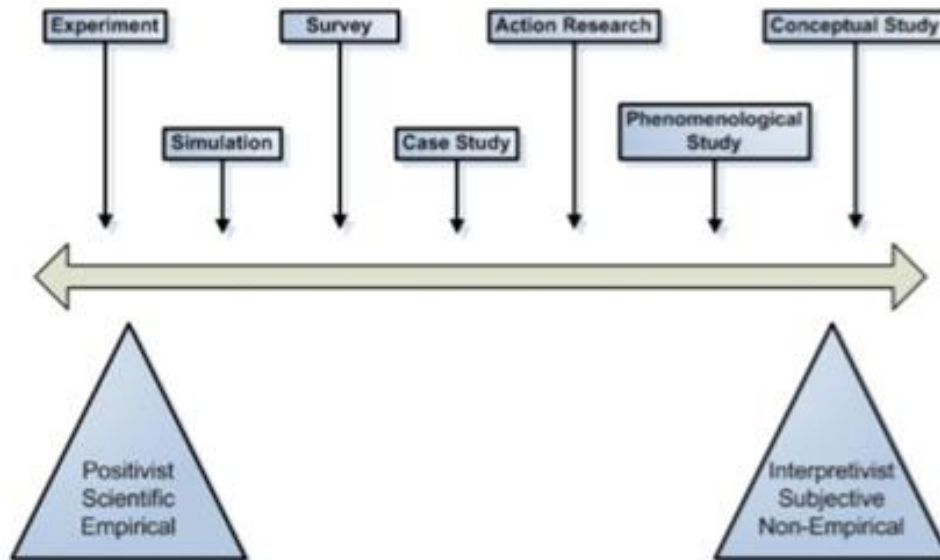 Experiment
Survey
Action Research
Conceptual Study
Simulation
Case Study
Phenomenological
Study
Positivist
Scientific
Empirical
Interpretivist
Subjective
Non-Empirical